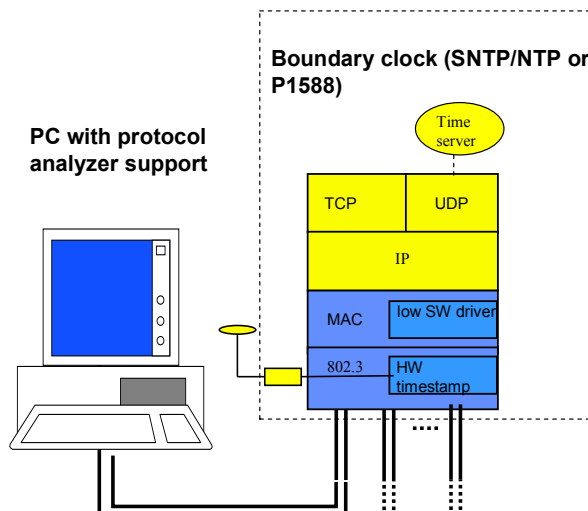 Boundary clock (SNTP/NTP or
P1588)
PC with protocol
analyzer support
Time
server
TCP
UDP
IP
MAC
low SW driver
802.3
HW
timestamp